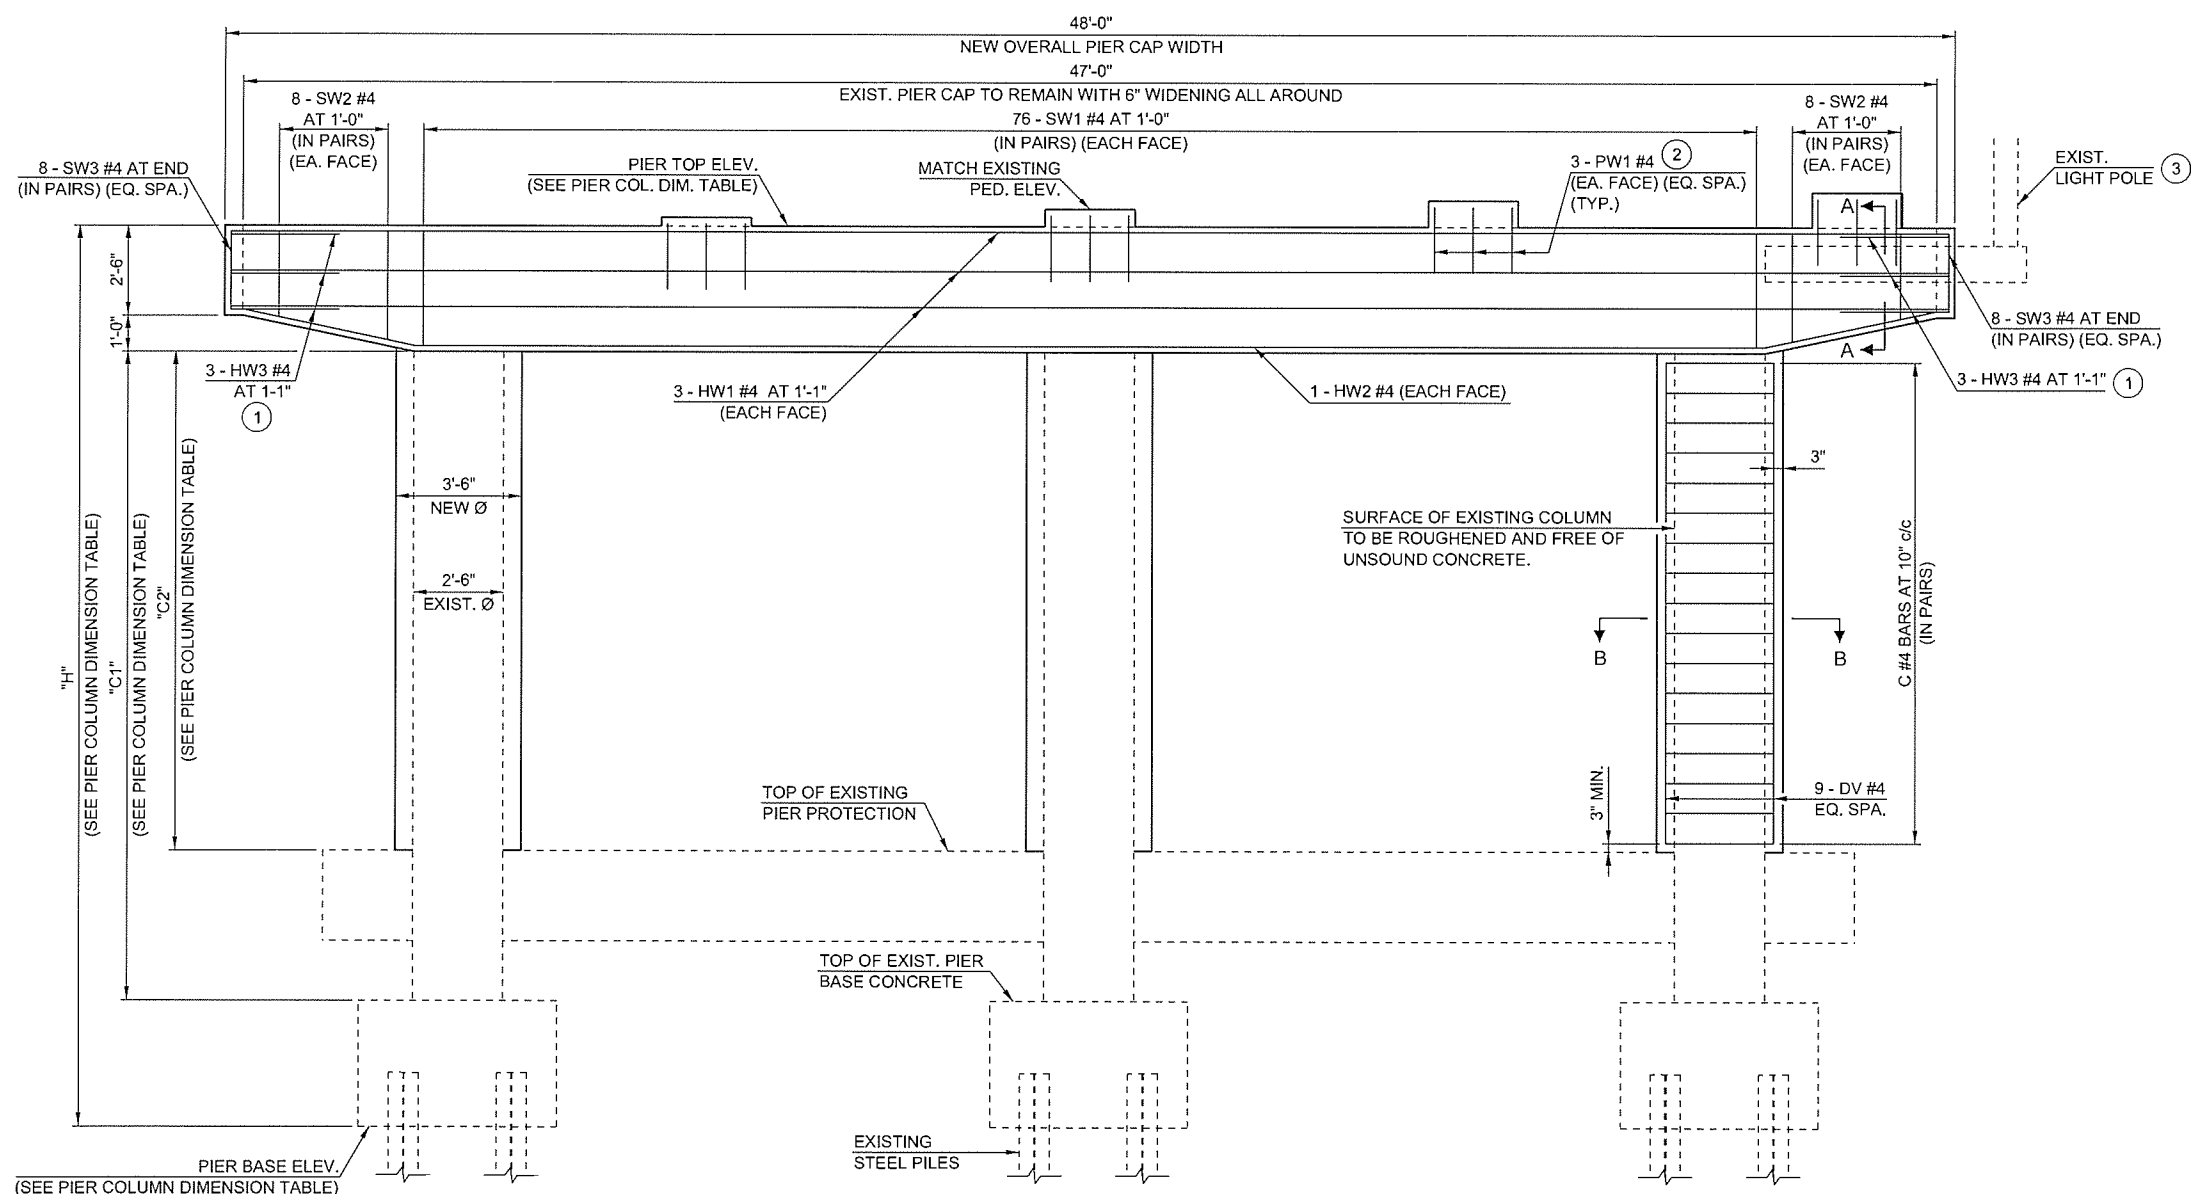 48'-0"
NEW OVERALL PIER CAP WIDTH
47'-0"
EXIST. PIER CAP TO REMAIN WITH 6" WIDENING ALL AROUND
8 - SW2 #4
AT 1'-0"
(IN PAIRS)
(EA. FACE)
76 - SW1 #4 AT 1'-0"
(IN PAIRS) (EACH FACE)
8 - SW2 #4
AT 1'-0"
(IN PAIRS)
(EA. FACE)
8 - SW3 #4 AT END
(IN PAIRS) (EQ. SPA.)
PIER TOP ELEV.
(SEE PIER COL. DIM. TABLE)
MATCH EXISTING
PED. ELEV.
3 - PW1 #4 2
(EA. FACE) (EQ. SPA.)
(TYP.)
EXIST.
LIGHT POLE 3
A
A
2'-6"
1'-0"
8 - SW3 #4 AT END
(IN PAIRS) (EQ. SPA.)
3 - HW3 #4
AT 1-1"
1
3 - HW1 #4 AT 1'-1"
(EACH FACE)
1 - HW2 #4 (EACH FACE)
3 - HW3 #4 AT 1'-1" 1
"H"
(SEE PIER COLUMN DIMENSION TABLE)
"C1"
(SEE PIER COLUMN DIMENSION TABLE)
"C2"
(SEE PIER COLUMN DIMENSION TABLE)
3'-6"
NEW Ø
2'-6"
EXIST. Ø
3"
SURFACE OF EXISTING COLUMN
TO BE ROUGHENED AND FREE OF
UNSOUND CONCRETE.
C #4 BARS AT 10" c/c
(IN PAIRS)
B
B
3" MIN.
9 - DV #4
EQ. SPA.
TOP OF EXISTING
PIER PROTECTION
TOP OF EXIST. PIER
BASE CONCRETE
EXISTING
STEEL PILES
PIER BASE ELEV.
(SEE PIER COLUMN DIMENSION TABLE)